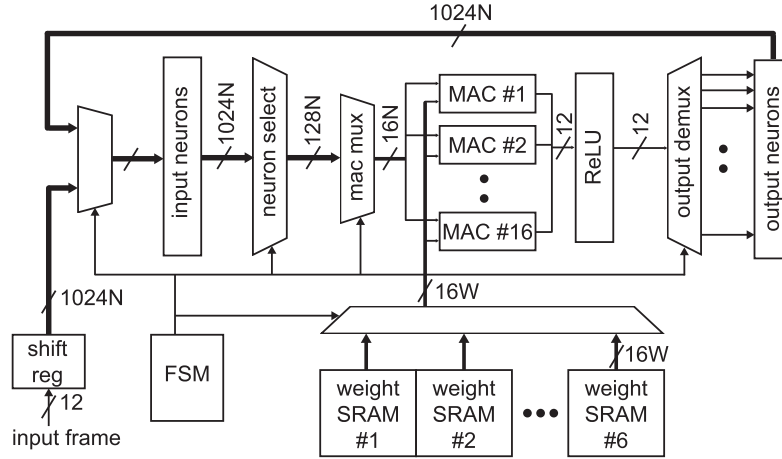 1024N
input neurons
1024N
neuron select
128N
mac mux
16N
MAC #1
MAC #2
MAC #16
12
ReLU
12
output demux
output neurons
1024N
16W
shift
reg
12
input frame
FSM
16W
weight
SRAM
#1
weight
SRAM
#2
weight
SRAM
#6